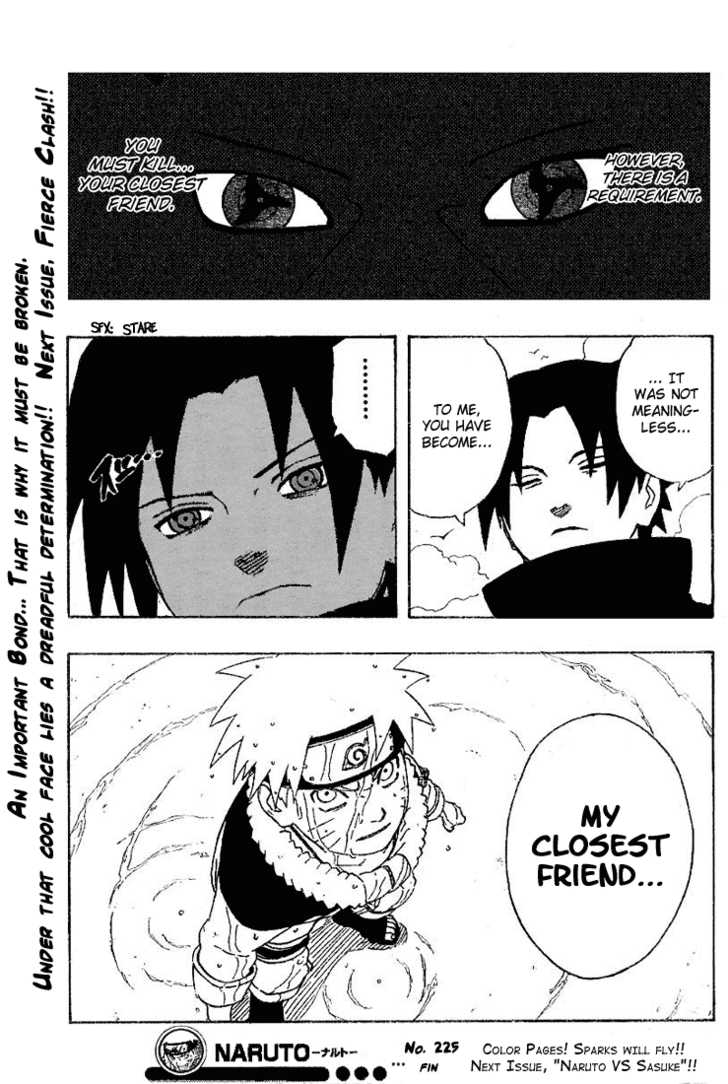 HOWEVER,
THERE IS A
REQUIREMENT.
YOU
MUST KILL...
YOUR CLOSEST
FRIEND.
SFX: STARE
... IT
WAS NOT
MEANING-
LESS...
TO ME,
YOU HAVE
BECOME...
.........
MY
CLOSEST
FRIEND...
AN IMPORTANT BOND... THAT IS WHY IT MUST BE BROKEN.
UNDER THAT COOL FACE LIES A DREADFUL DETERMINATION!! NEXT ISSUE, FIERCE CLASH!!
NARUTO—ナルト—
No. 225
... FIN
COLOR PAGES! SPARKS WILL FLY!!
NEXT ISSUE, "NARUTO VS SASUKE"!!